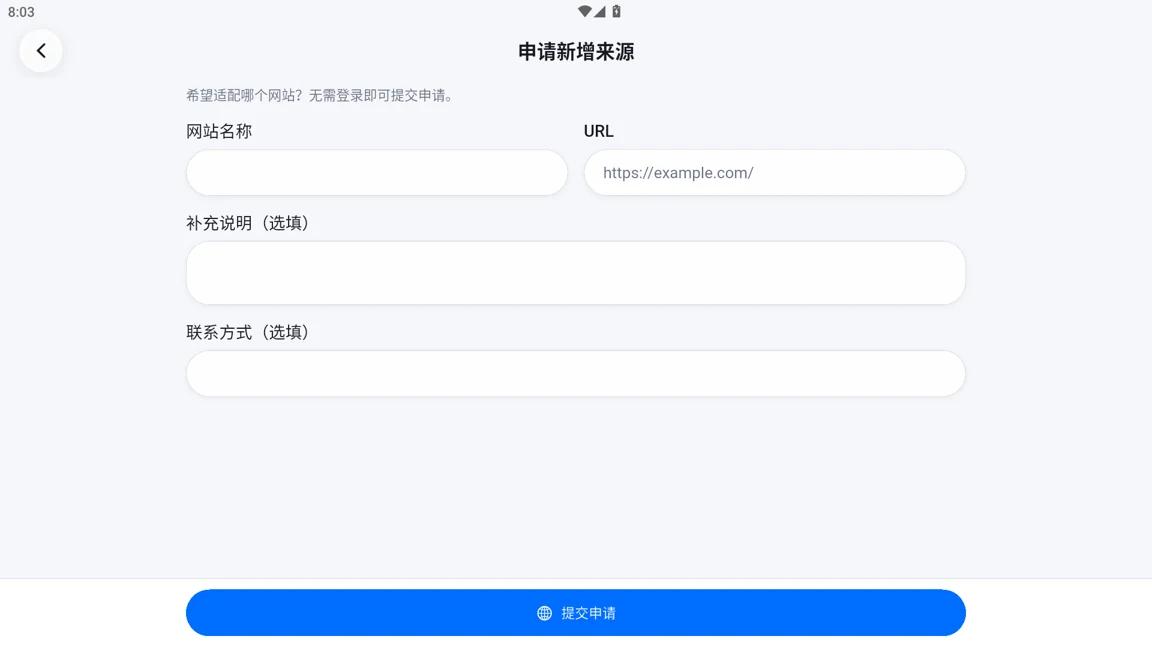 8:03
申请新增来源
希望适配哪个网站？无需登录即可提交申请。
网站名称
URL
https://example.com/
补充说明（选填）
联系方式（选填）
提交申请